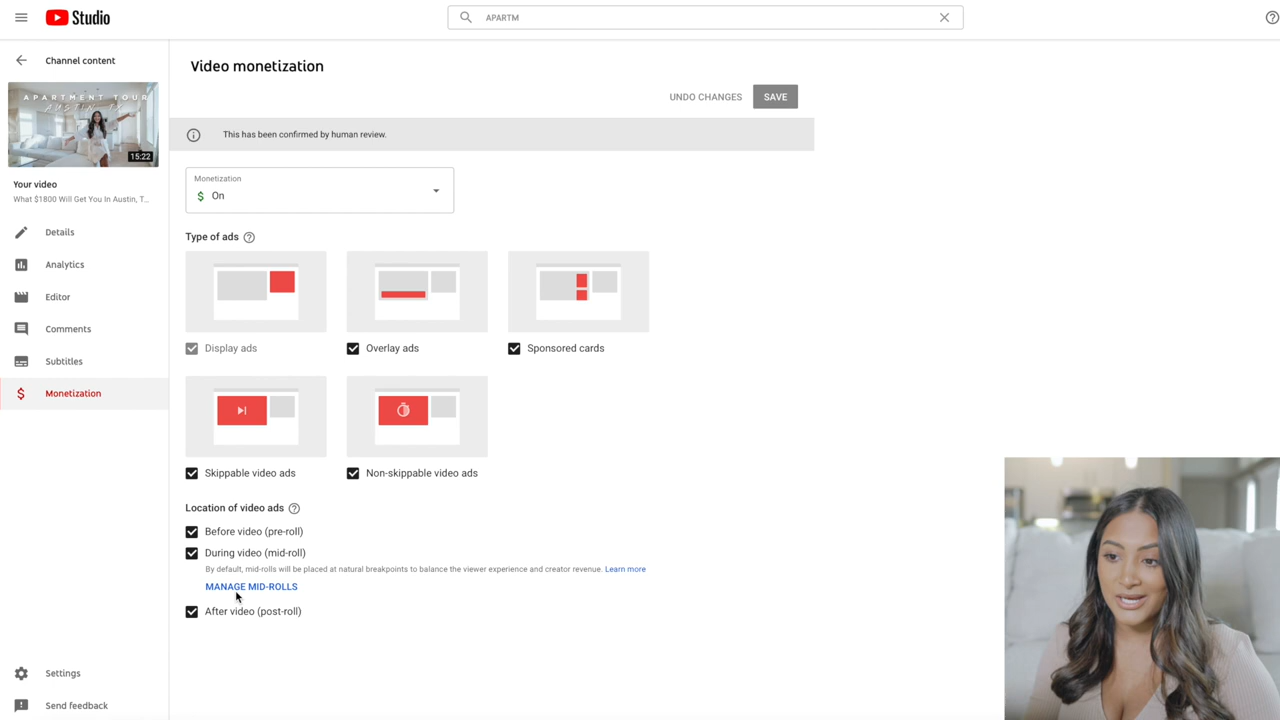 Studio
APARTM
Channel content
APARTMENT TOUR
AUSTIN, TX
15:22
Your video
What $1800 Will Get You In Austin, T...
Details
Analytics
Editor
Comments
Subtitles
$ Monetization
Settings
Send feedback
Video monetization
UNDO CHANGES
SAVE
This has been confirmed by human review.
Monetization
$ On
Type of ads
Display ads
Overlay ads
Sponsored cards
Skippable video ads
Non-skippable video ads
Location of video ads
Before video (pre-roll)
During video (mid-roll)
By default, mid-rolls will be placed at natural breakpoints to balance the viewer experience and creator revenue. Learn more
MANAGE MID-ROLLS
After video (post-roll)